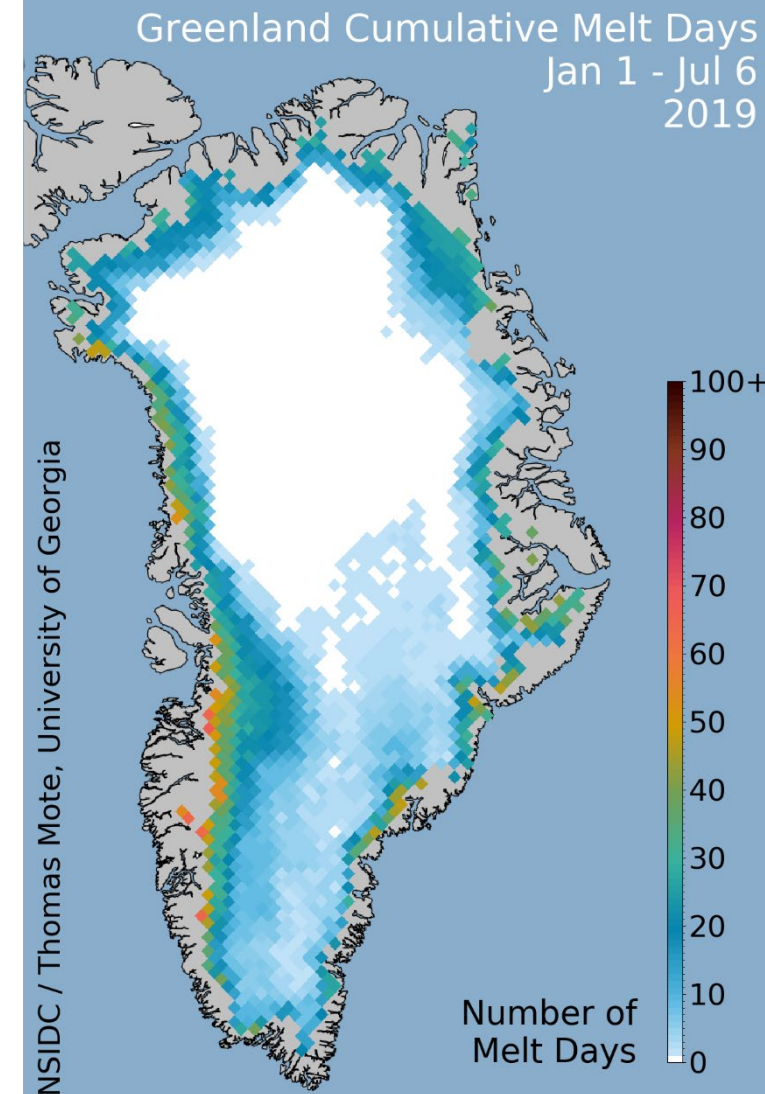 Greenland Cumulative Melt Days
Jan 1 - Jul 6
2019
NSIDC / Thomas Mote, University of Georgia
100+
90
80
70
60
50
40
30
20
10
0
Number of
Melt Days